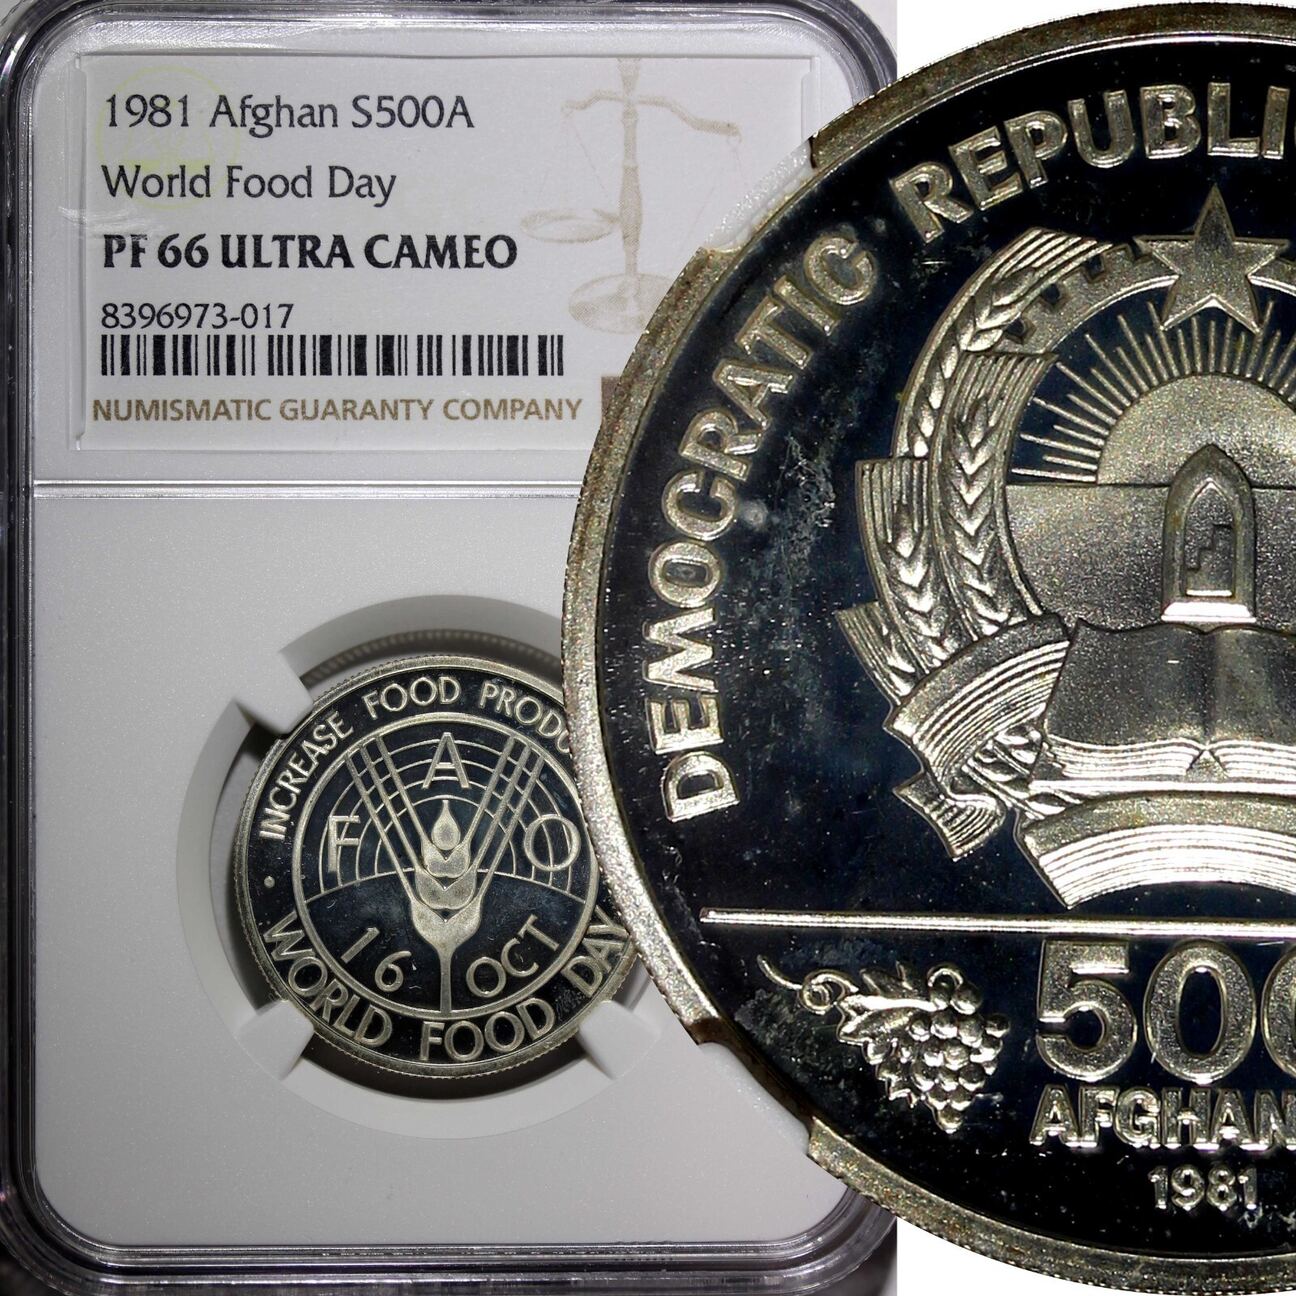 1981 Afghan S500A
World Food Day
PF 66 ULTRA CAMEO
8396973-017
NUMISMATIC GUARANTY COMPANY
INCREASE FOOD PRODU
F A O
16 OCT
WORLD FOOD DAY
DEMOCRATIC REPUBLI
500
AFGHAN
1981